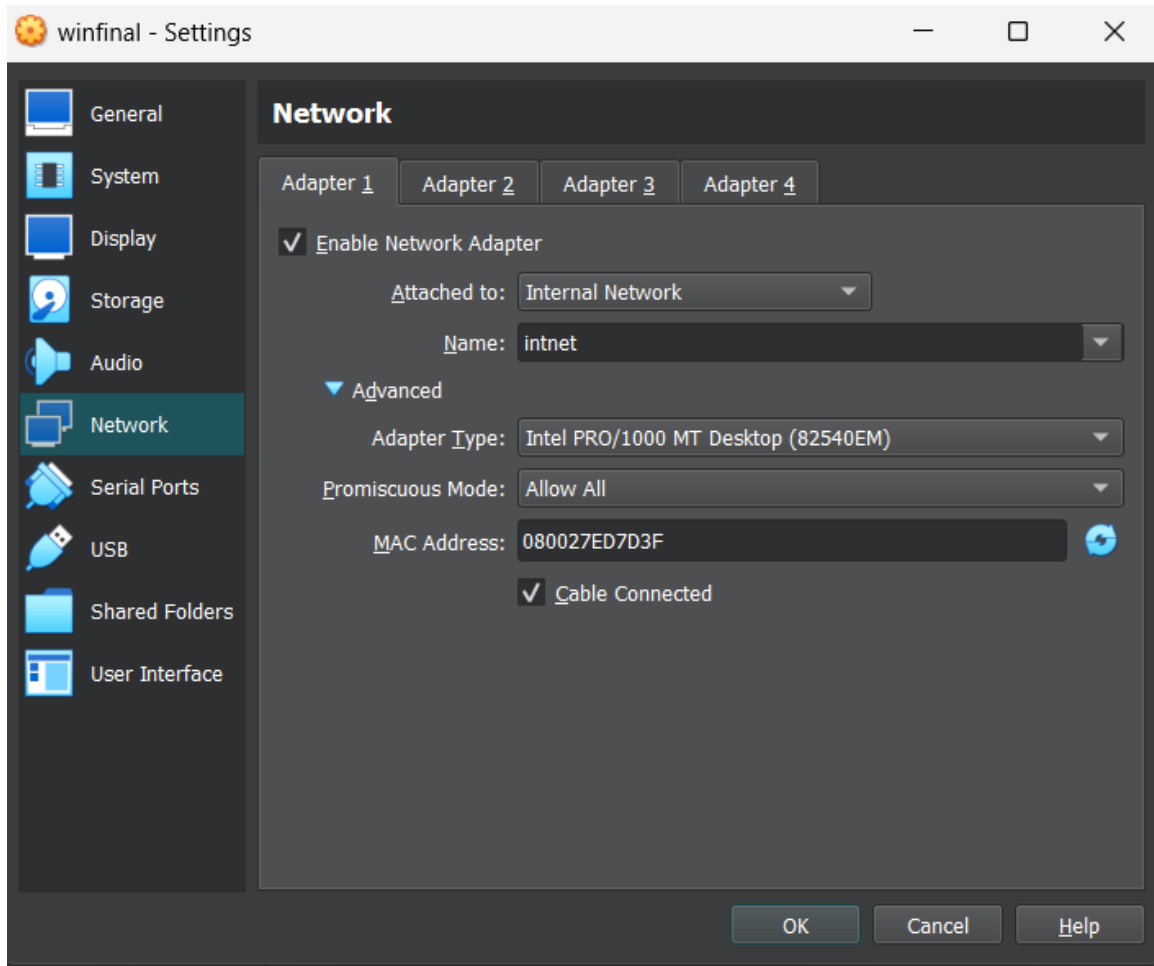 winfinal - Settings
General
System
Display
Storage
Audio
Network
Serial Ports
USB
Shared Folders
User Interface
Network
Adapter 1
Adapter 2
Adapter 3
Adapter 4
Enable Network Adapter
Attached to: Internal Network
Name: intnet
Advanced
Adapter Type: Intel PRO/1000 MT Desktop (82540EM)
Promiscuous Mode: Allow All
MAC Address: 080027ED7D3F
Cable Connected
OK
Cancel
Help